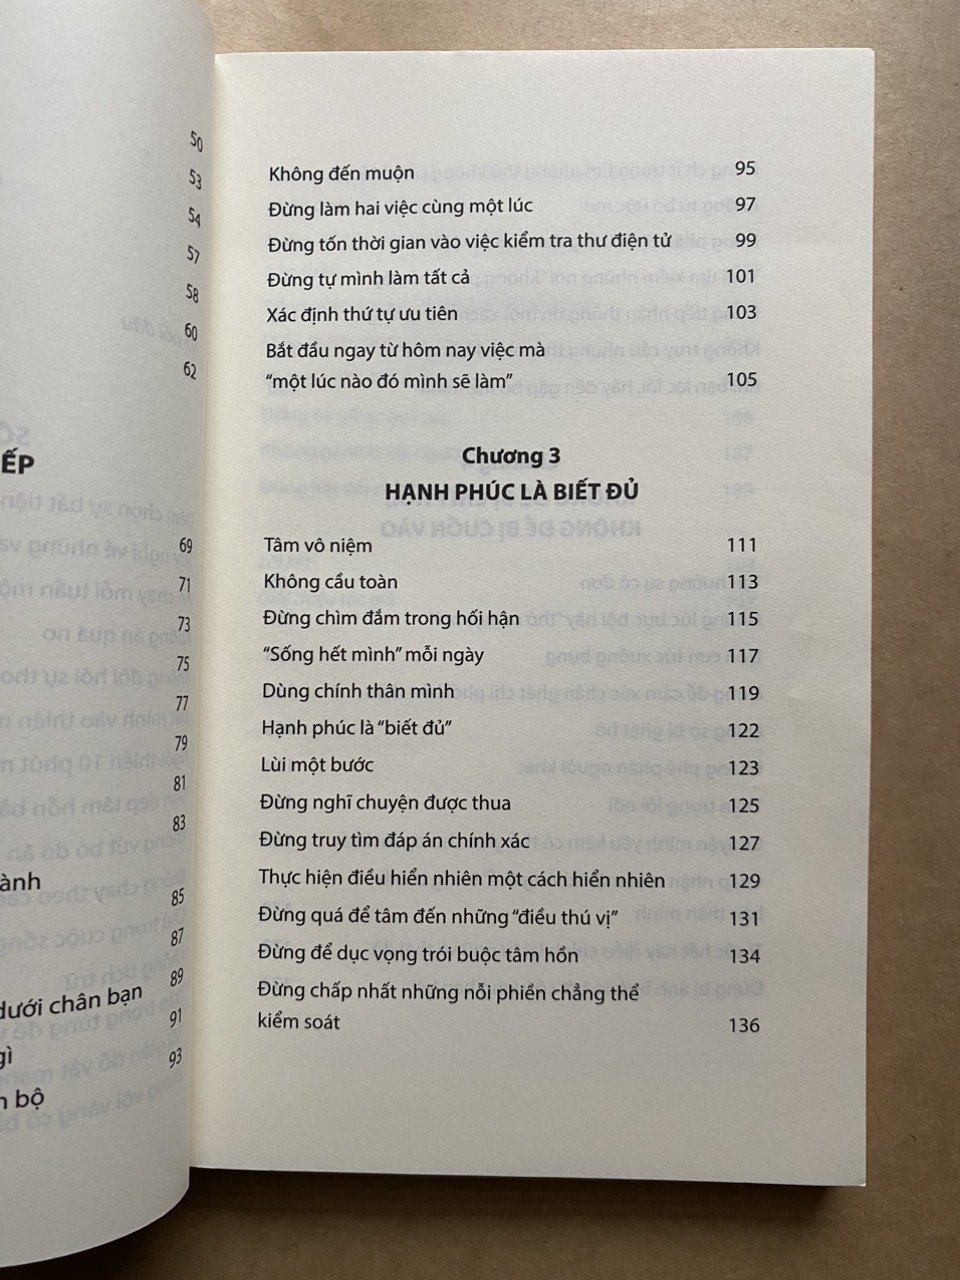 50
53
54
57
58
60
62
ẾP
69
71
73
75
77
79
81
83
ành
85
87
89
dưới chân bạn
91
gì
93
n bộ
Không đến muộn 95
Đừng làm hai việc cùng một lúc 97
Đừng tốn thời gian vào việc kiểm tra thư điện tử 99
Đừng tự mình làm tất cả 101
Xác định thứ tự ưu tiên 103
Bắt đầu ngay từ hôm nay việc mà
“một lúc nào đó mình sẽ làm” 105
Chương 3
HẠNH PHÚC LÀ BIẾT ĐỦ
Tâm vô niệm 111
Không cầu toàn 113
Đừng chìm đắm trong hối hận 115
“Sống hết mình” mỗi ngày 117
Dùng chính thân mình 119
Hạnh phúc là “biết đủ” 122
Lùi một bước 123
Đừng nghĩ chuyện được thua 125
Đừng truy tìm đáp án chính xác 127
Thực hiện điều hiển nhiên một cách hiển nhiên 129
Đừng quá để tâm đến những “điều thú vị” 131
Đừng để dục vọng trói buộc tâm hồn 134
Đừng chấp nhất những nỗi phiền chẳng thể
kiểm soát 136